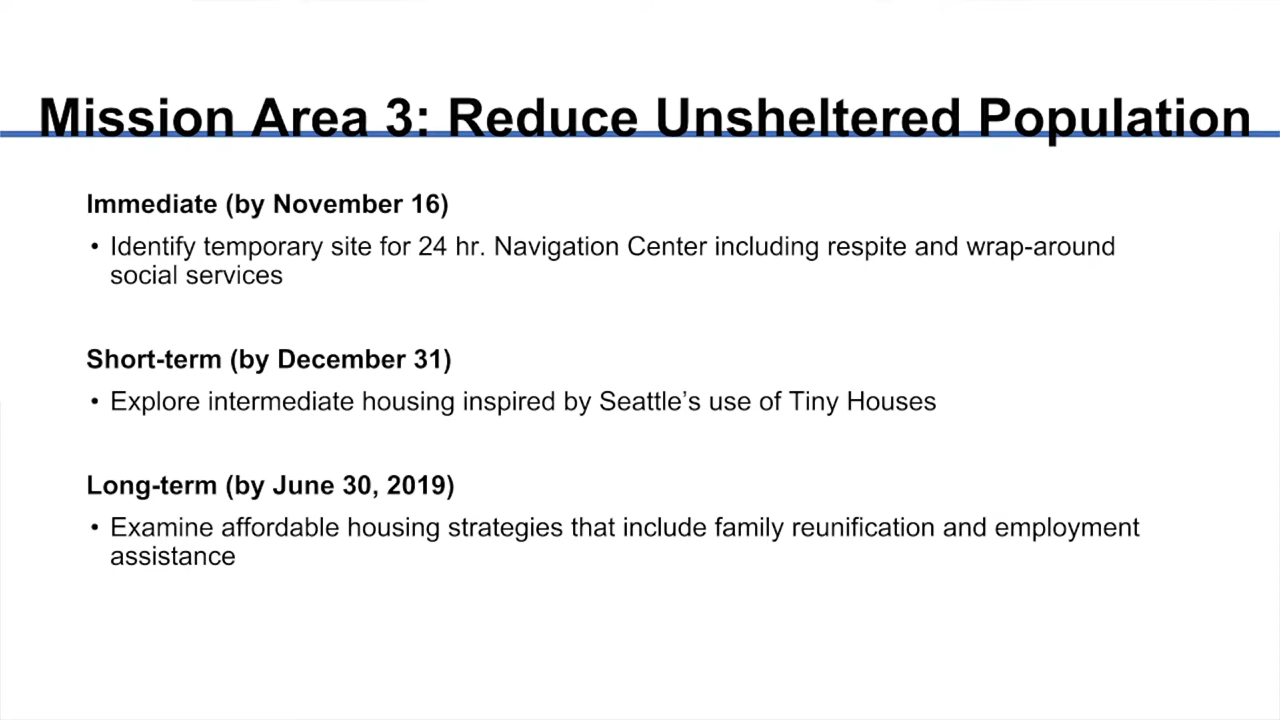 Mission Area 3: Reduce Unsheltered Population
Immediate (by November 16)
• Identify temporary site for 24 hr. Navigation Center including respite and wrap-around
social services
Short-term (by December 31)
• Explore intermediate housing inspired by Seattle’s use of Tiny Houses
Long-term (by June 30, 2019)
• Examine affordable housing strategies that include family reunification and employment
assistance